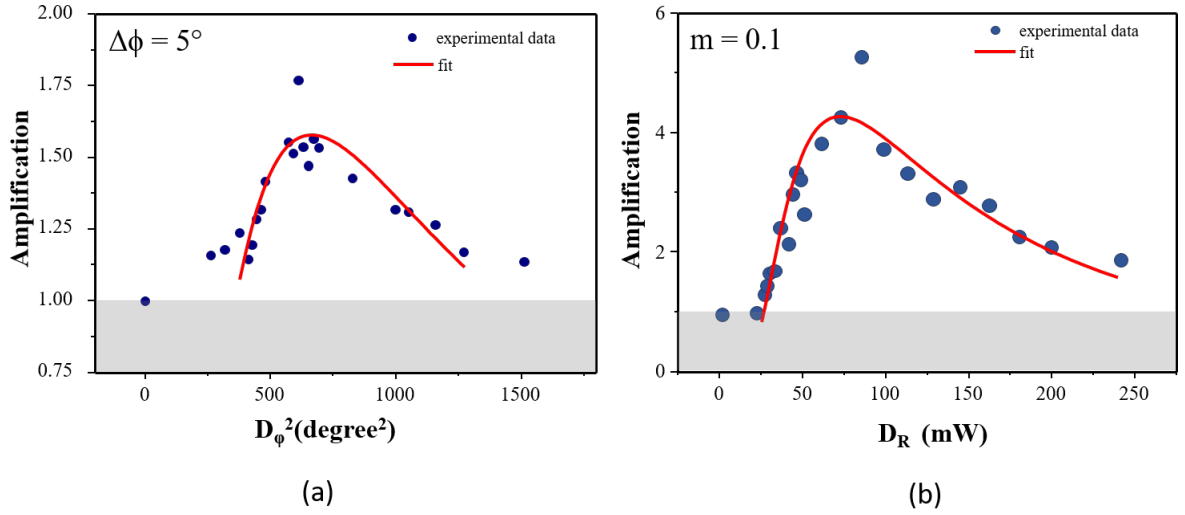 2.00
1.75
1.50
1.25
1.00
0.75
Amplification
Δϕ = 5°
experimental data
fit
0
500
1000
1500
D_φ²(degree²)
(a)
6
4
2
0
Amplification
m = 0.1
experimental data
fit
0
50
100
150
200
250
D_R (mW)
(b)